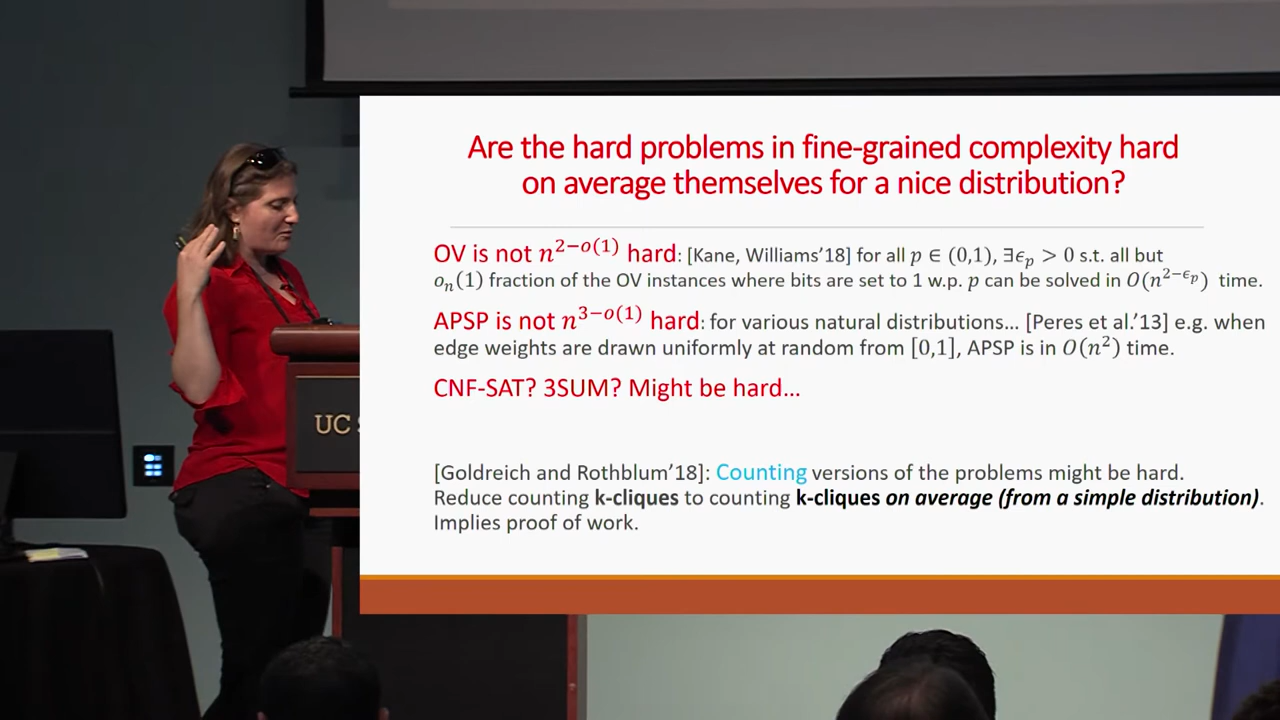 Are the hard problems in fine-grained complexity hard
on average themselves for a nice distribution?
OV is not n^{2−o(1)} hard: [Kane, Williams’18] for all p ∈ (0,1), ∃ϵ_p > 0 s.t. all but
o_n(1) fraction of the OV instances where bits are set to 1 w.p. p can be solved in O(n^{2−ϵ_p}) time.
APSP is not n^{3−o(1)} hard: for various natural distributions… [Peres et al.’13] e.g. when
edge weights are drawn uniformly at random from [0,1], APSP is in O(n^2) time.
CNF-SAT? 3SUM? Might be hard…
UC
[Goldreich and Rothblum’18]: Counting versions of the problems might be hard.
Reduce counting k-cliques to counting k-cliques on average (from a simple distribution).
Implies proof of work.